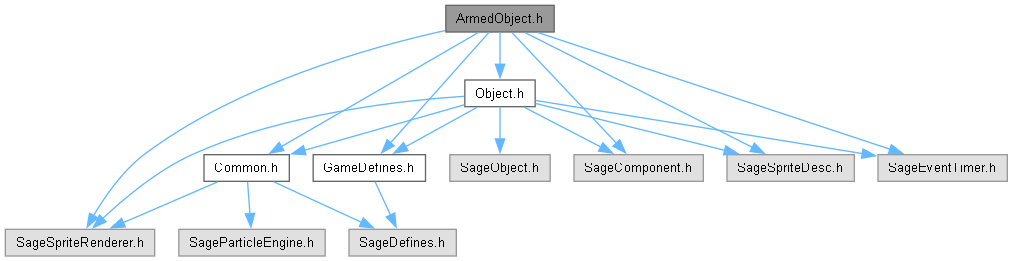 ArmedObject.h
Object.h
Common.h
GameDefines.h
SageObject.h
SageComponent.h
SageSpriteDesc.h
SageEventTimer.h
SageSpriteRenderer.h
SageParticleEngine.h
SageDefines.h